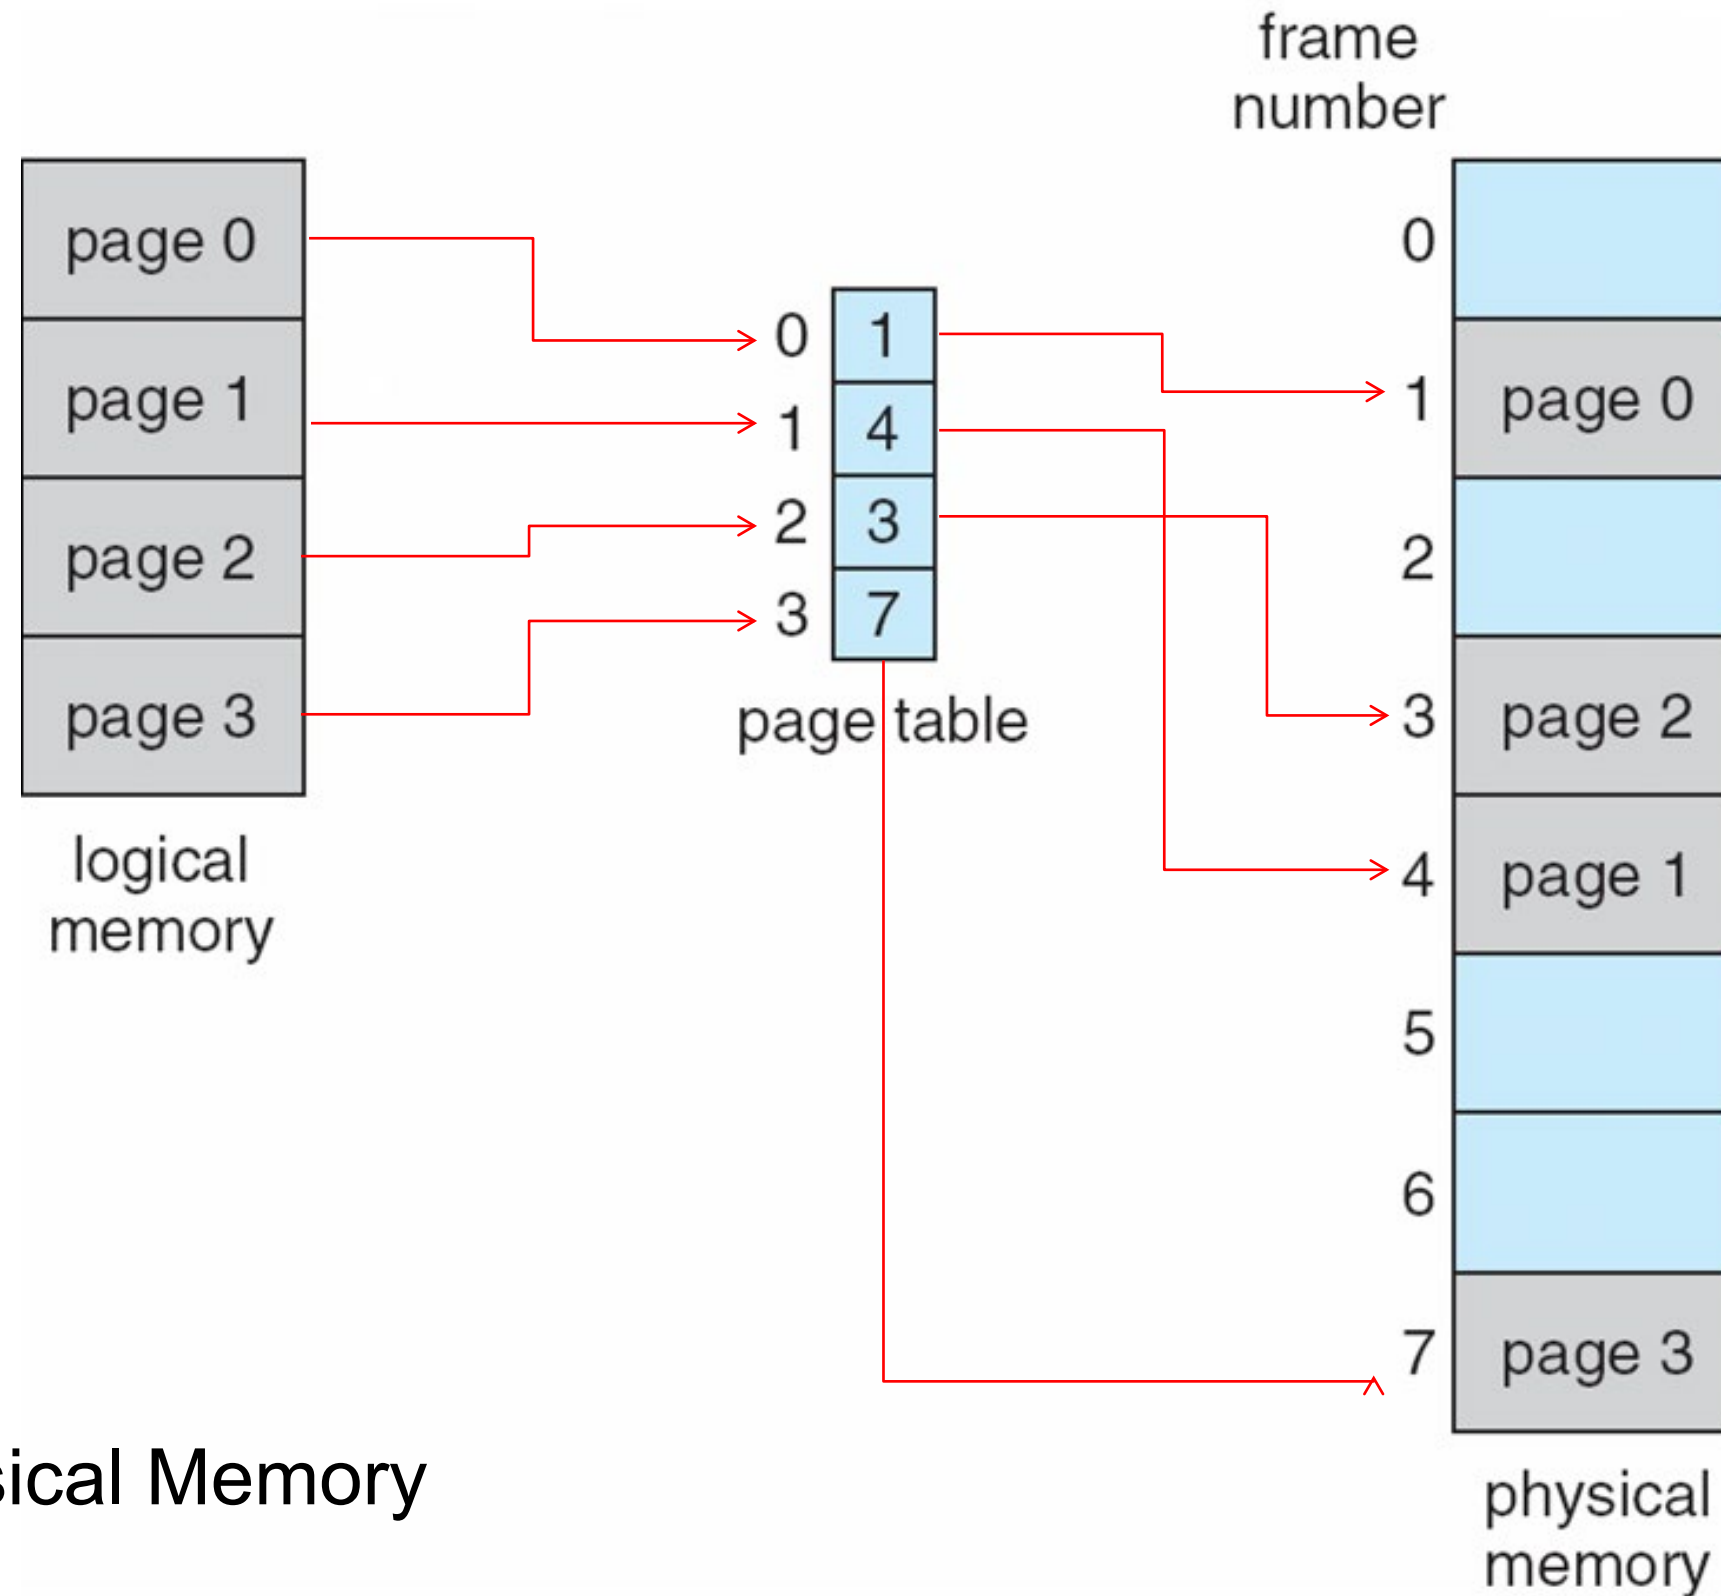 frame
number
page 0
page 1
page 2
page 3
logical
memory
0 1
1 4
2 3
3 7
page table
0
1 page 0
2
3 page 2
4 page 1
5
6
7 page 3
physical
memory
sical Memory